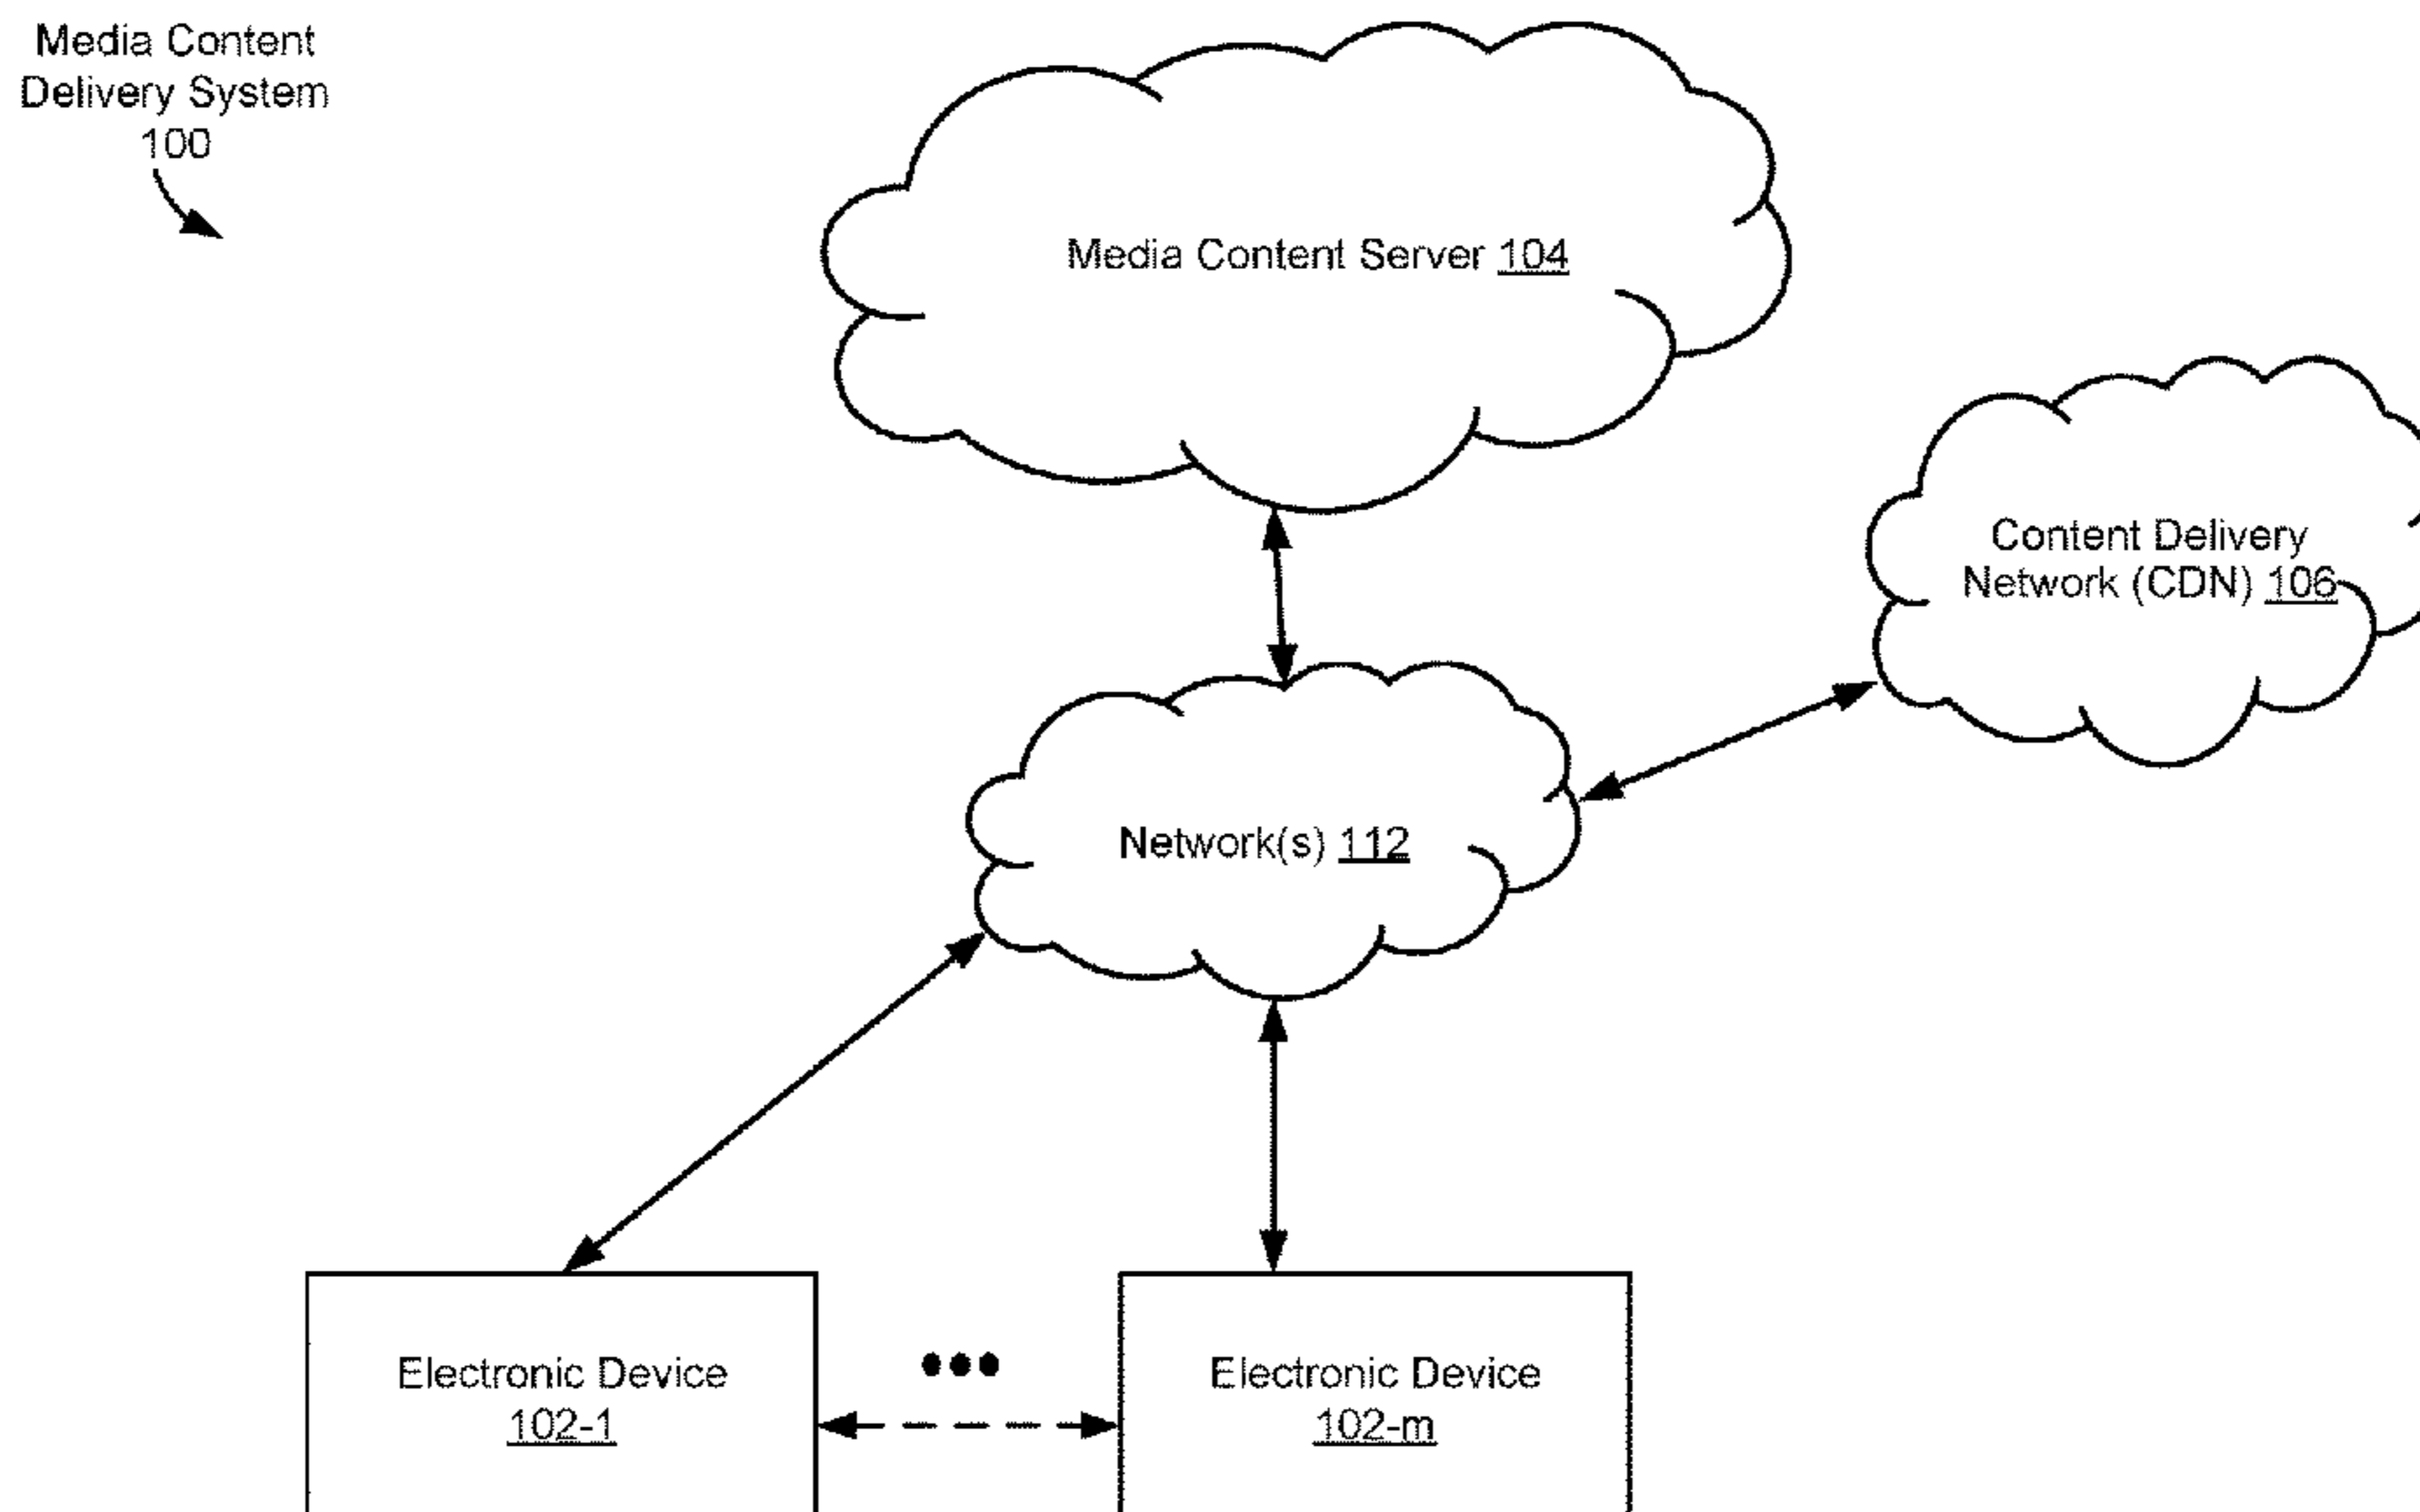 Media Content
Delivery System
100
Media Content Server 104
Content Delivery
Network (CDN) 106
Network(s) 112
Electronic Device
102-1
Electronic Device
102-m